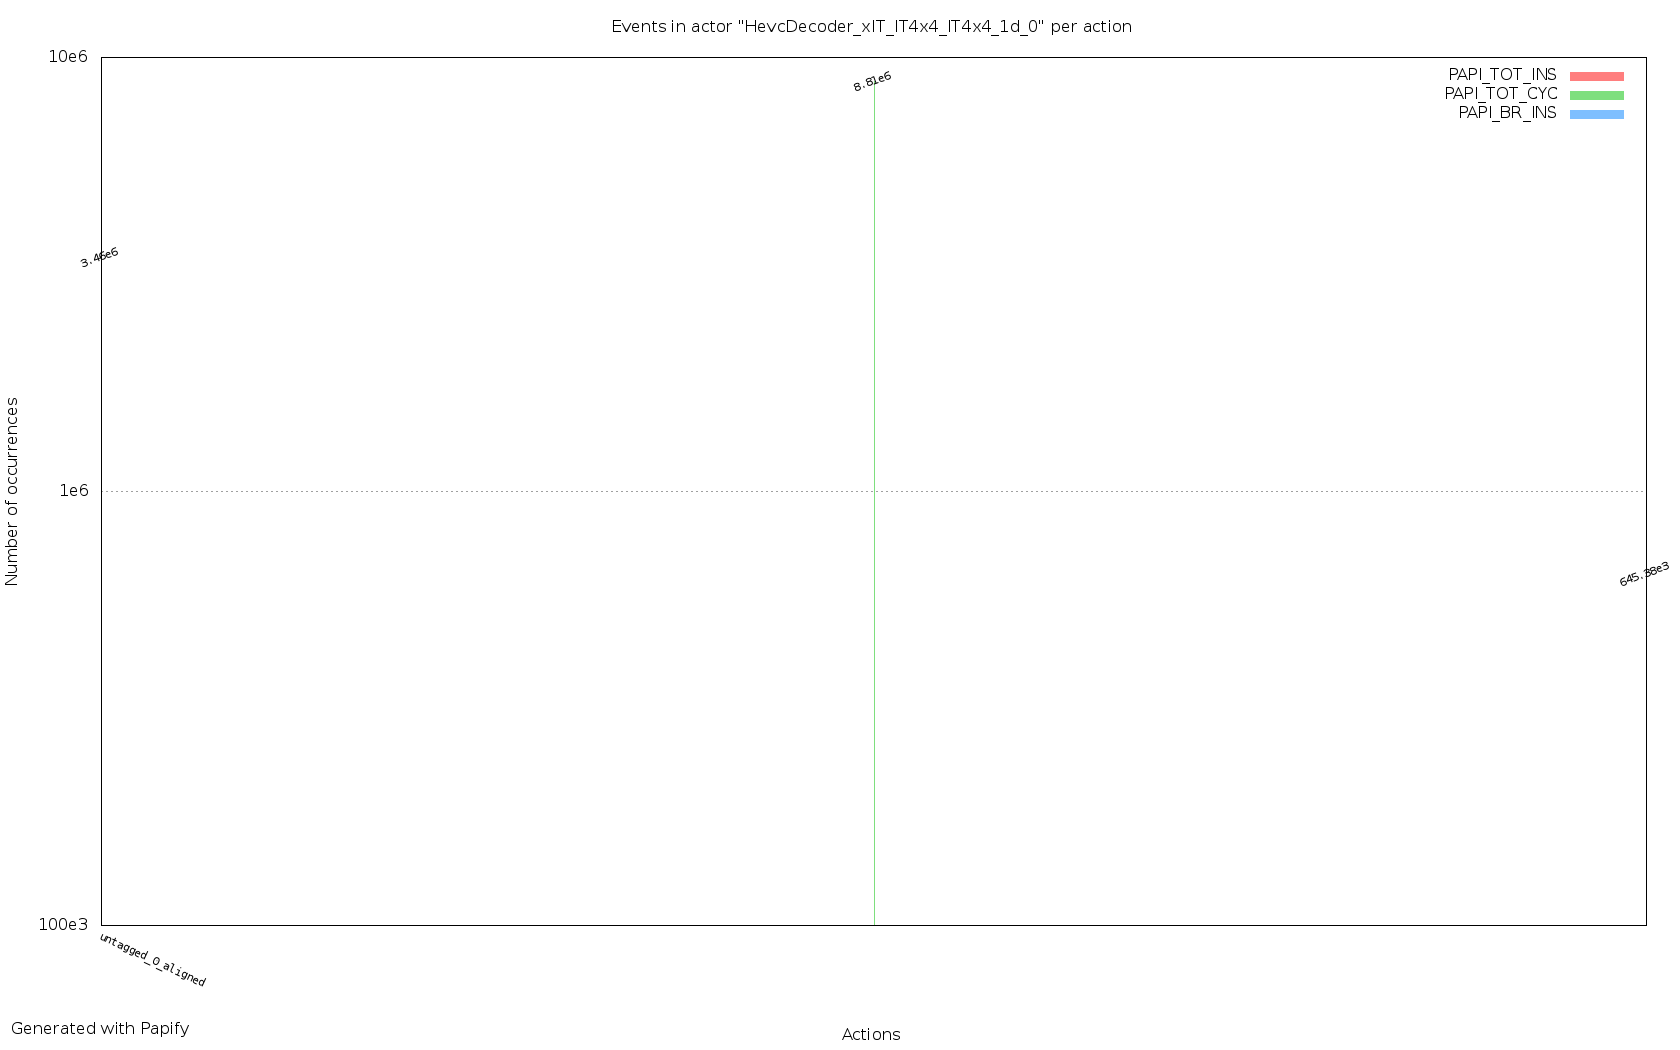 Events in actor "HevcDecoder_xIT_IT4x4_IT4x4_1d_0" per action
10e6
8.81e6
PAPI_TOT_INS
PAPI_TOT_CYC
PAPI_BR_INS
3.46e6
Number of occurrences
1e6
645.38e3
100e3
untagged_0_aligned
Generated with Papify
Actions